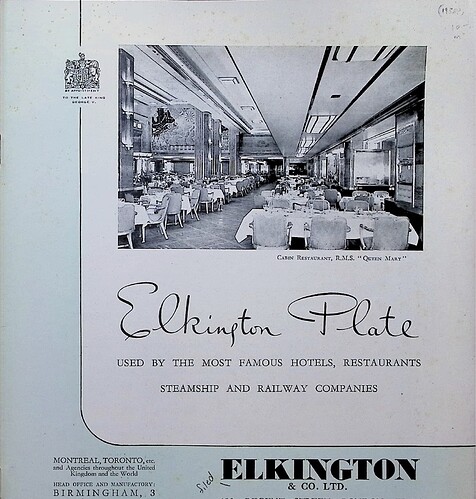 BY APPOINTMENT
TO THE LATE KING
GEORGE V.
CABIN RESTAURANT, R.M.S. "QUEEN MARY"
Elkington Plate
USED BY THE MOST FAMOUS HOTELS, RESTAURANTS
STEAMSHIP AND RAILWAY COMPANIES
MONTREAL, TORONTO, etc.
and Agencies throughout the United
Kingdom and the World
HEAD OFFICE AND MANUFACTORY:
BIRMINGHAM, 3
filed
ELKINGTON
& CO. LTD.